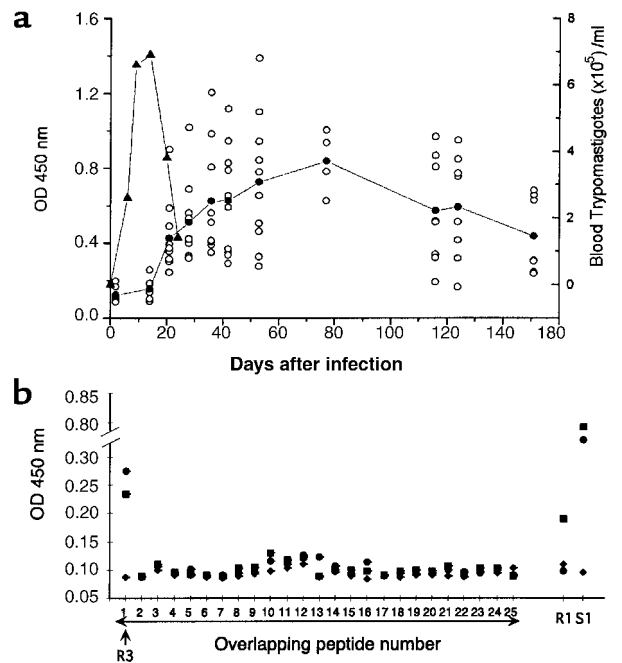 a
1.6
1.2
0.8
0.4
0.0
OD 450 nm
8
6
4
2
0
Blood Trypomastigotes (x10⁵) /ml
0 20 40 60 80 100 120 140 160 180
Days after infection
b
0.85
0.80
0.30
0.25
0.20
0.15
0.10
0.05
OD 450 nm
1 2 3 4 5 6 7 8 9 10 11 12 13 14 15 16 17 18 19 20 21 22 23 24 25 R1 S1
Overlapping peptide number
R3